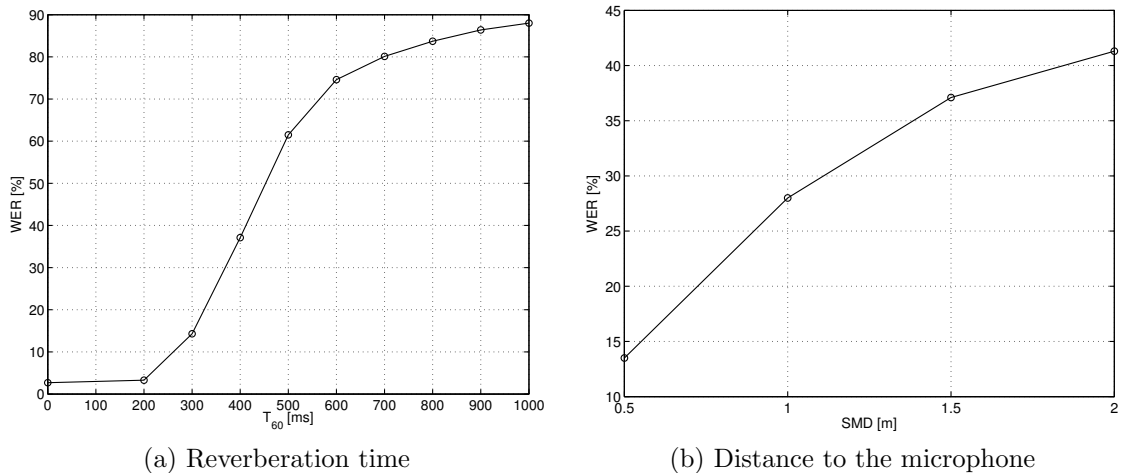 90
80
70
60
50
40
30
20
10
0
WER [%]
0 100 200 300 400 500 600 700 800 900 1000
T60 [ms]
(a) Reverberation time
45
40
35
30
25
20
15
10
WER [%]
0.5 1 1.5 2
SMD [m]
(b) Distance to the microphone